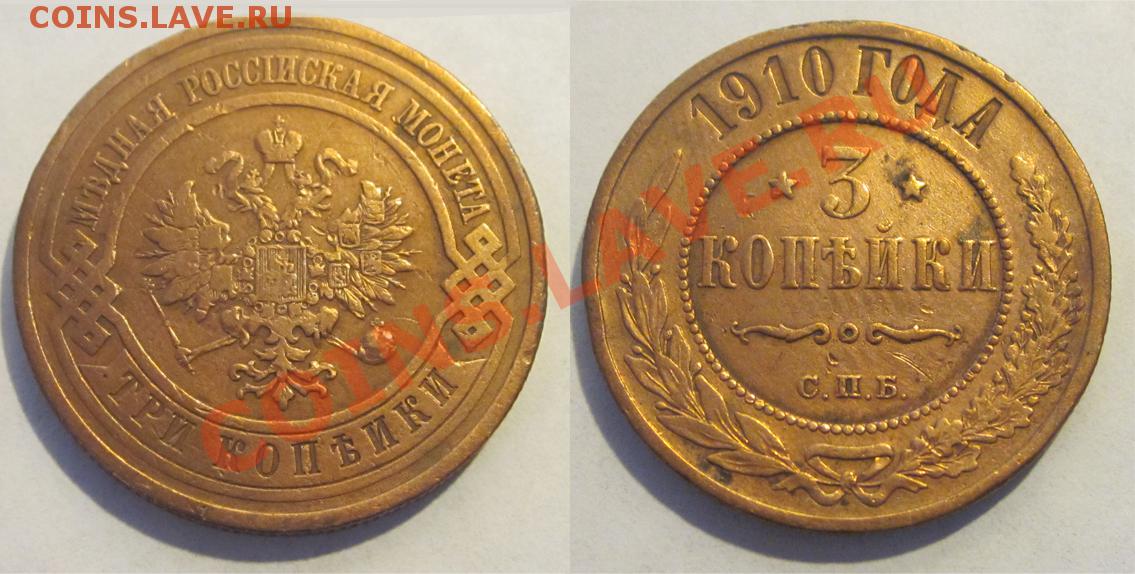 COINS.LAVE.RU
МѢДНАЯ РОССІЙСКАЯ МОНЕТА
ТРИ КОПѢЙКИ
COINS.LAVE.RU
1910 ГОДА
3
КОПѢЙКИ
С.П.Б.